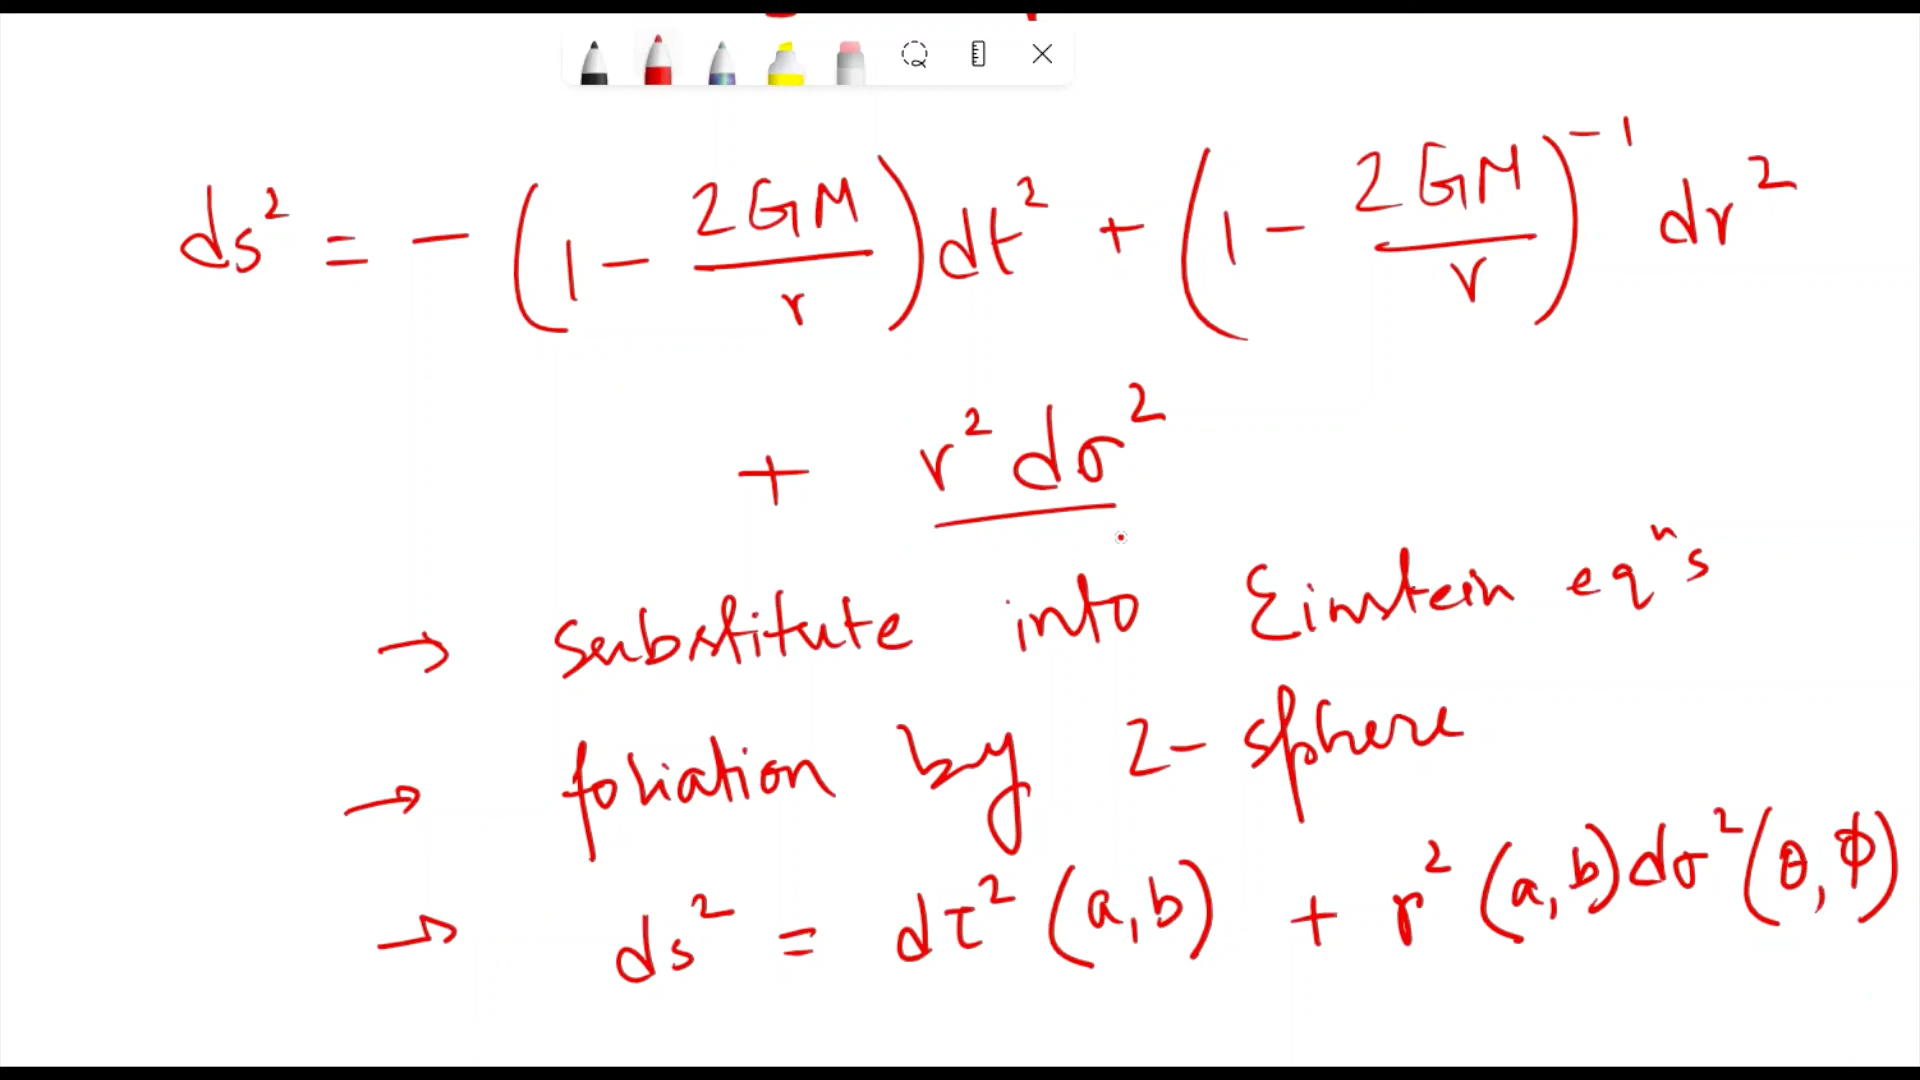 ds² = - (1 - 2GM/r) dt² + (1 - 2GM/r)⁻¹ dr²
+ r² dσ²
→ substitute into Einstein eqⁿs
→ foliation by 2-sphere
→ ds² = dτ² (a,b) + r² (a,b) dσ² (θ,ϕ)